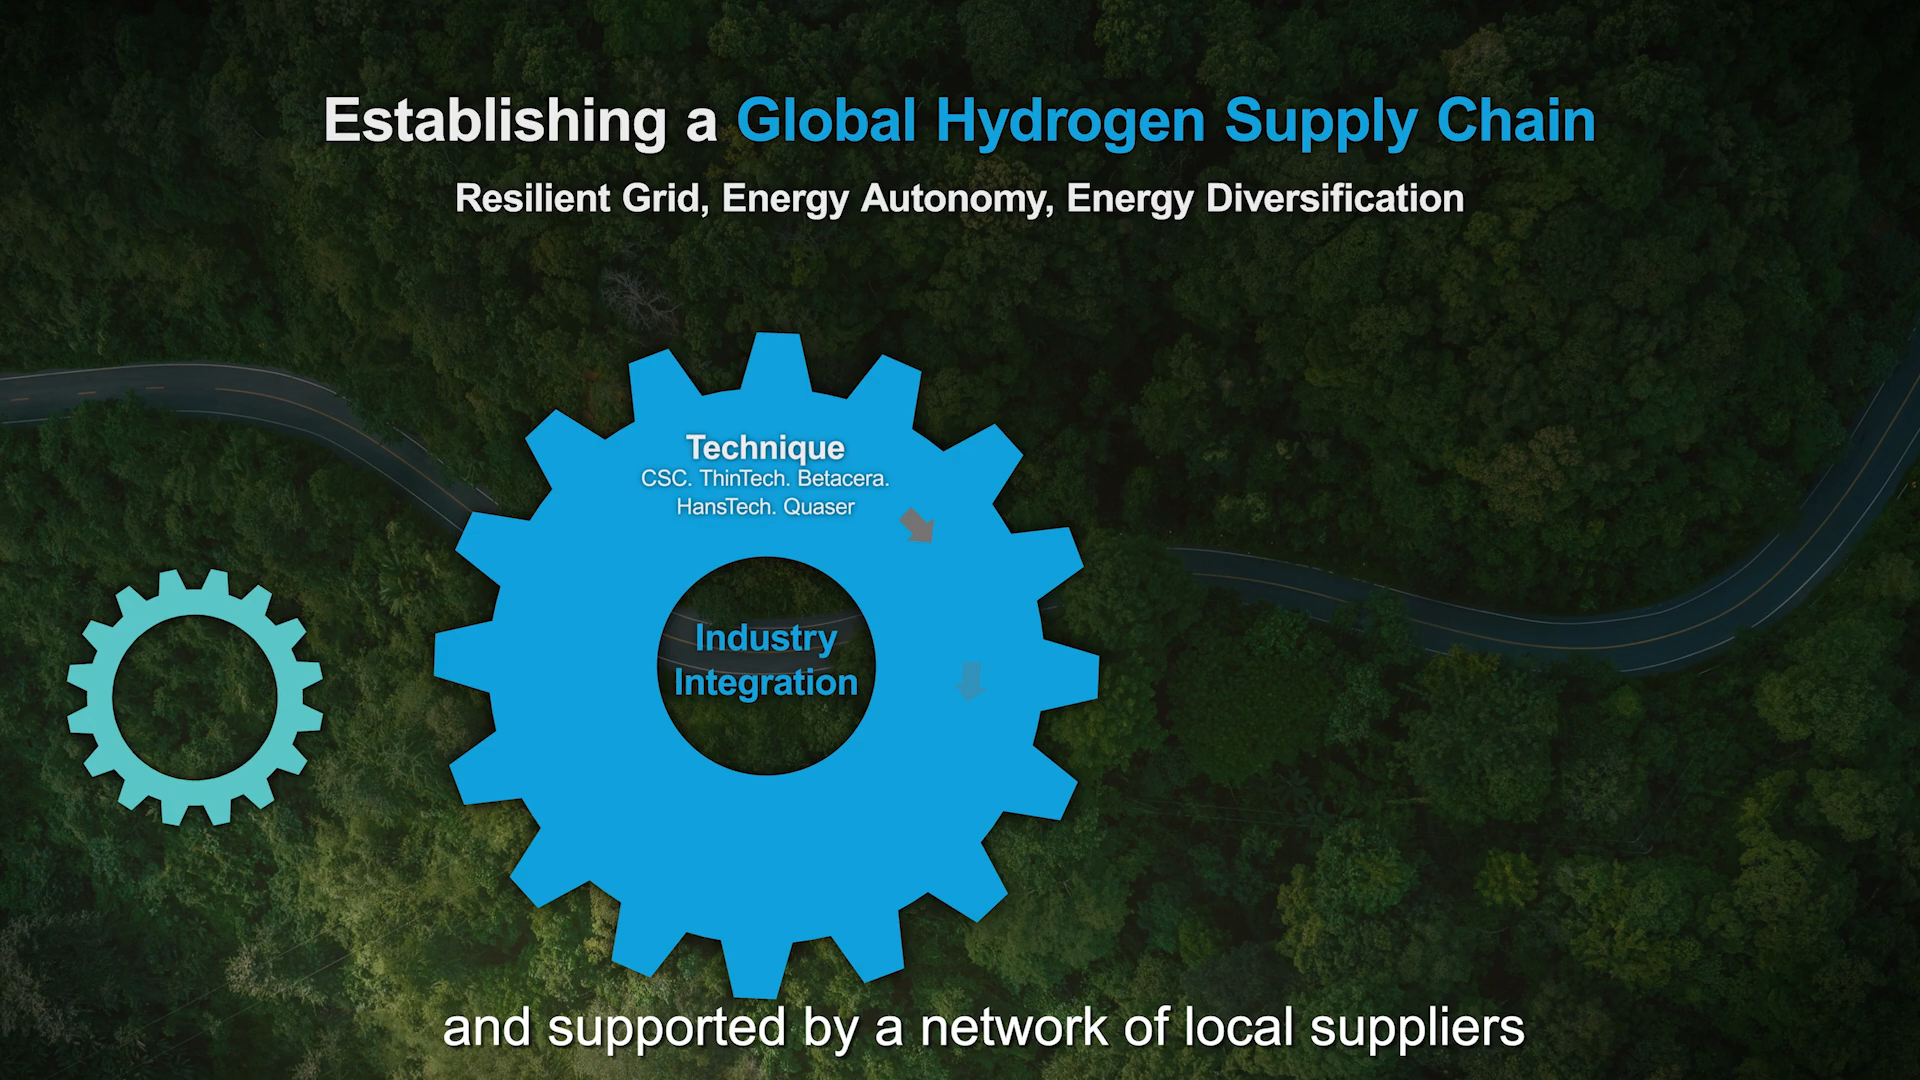 Establishing a Global Hydrogen Supply Chain
Resilient Grid, Energy Autonomy, Energy Diversification
Technique
CSC. ThinTech. Betacera.
HansTech. Quaser
Industry
Integration
and supported by a network of local suppliers